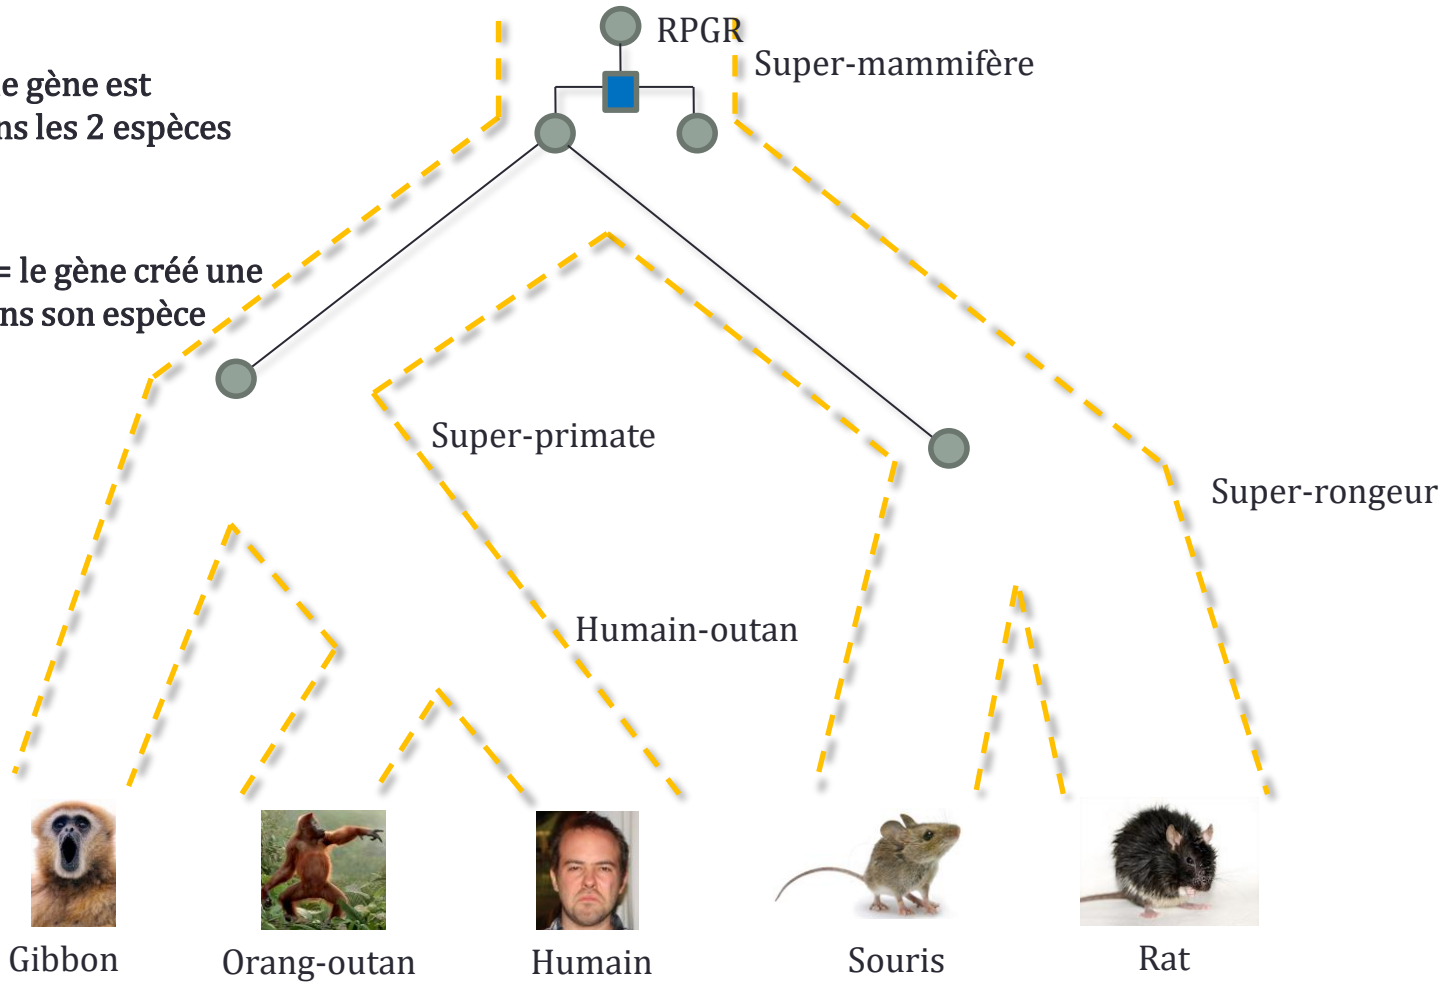 RPGR
Super-mammifère
le gène est
ns les 2 espèces
= le gène créé une
ns son espèce
Super-primate
Super-rongeur
Humain-outan
Gibbon
Orang-outan
Humain
Souris
Rat